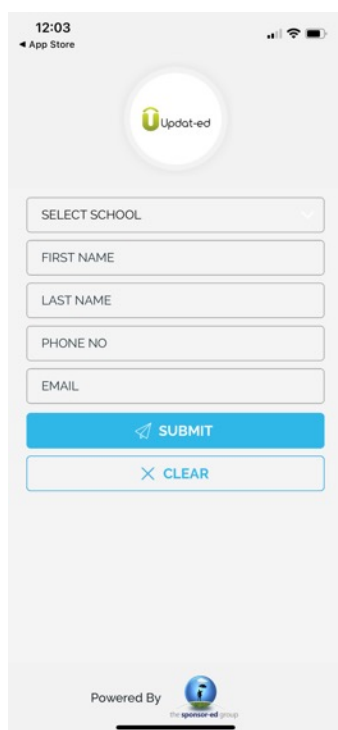 12:03
◀ App Store
Updat-ed
SELECT SCHOOL
FIRST NAME
LAST NAME
PHONE NO
EMAIL
SUBMIT
CLEAR
Powered By
the sponsor-ed group